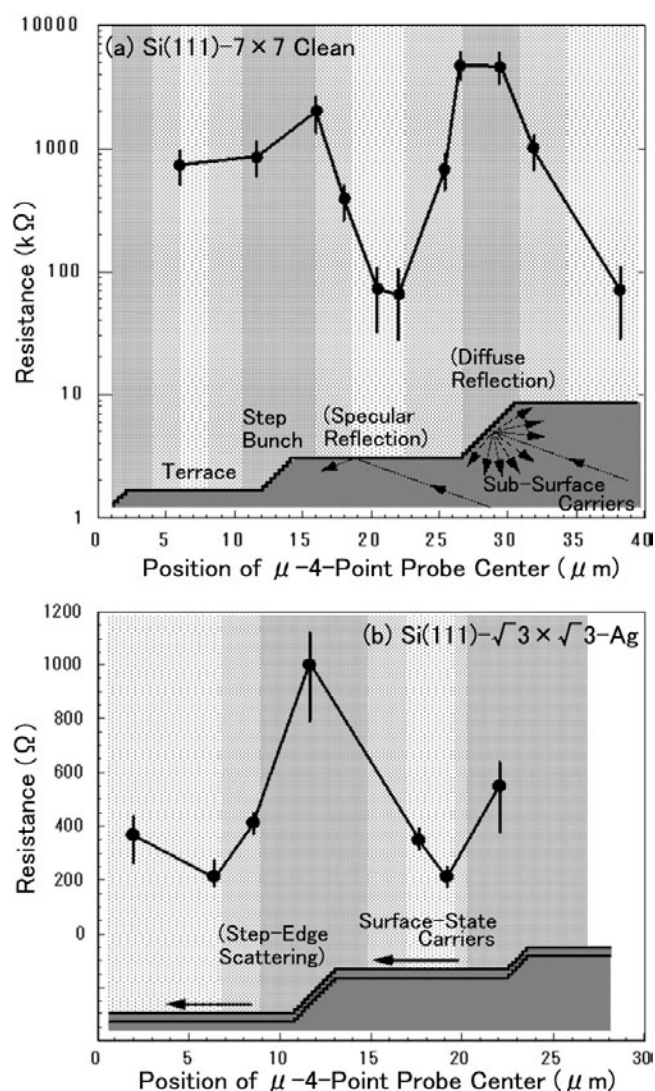 (a) Si(111)-7×7 Clean
10000
1000
100
10
1
Resistance (kΩ)
(Diffuse
Reflection)
Step
Bunch
(Specular
Reflection)
Terrace
Sub-Surface
Carriers
0 5 10 15 20 25 30 35 40
Position of μ-4-Point Probe Center (μm)
(b) Si(111)-√3×√3-Ag
1200
1000
800
600
400
200
0
Resistance (Ω)
(Step-Edge
Scattering)
Surface-State
Carriers
0 5 10 15 20 25 30
Position of μ-4-Point Probe Center (μm)